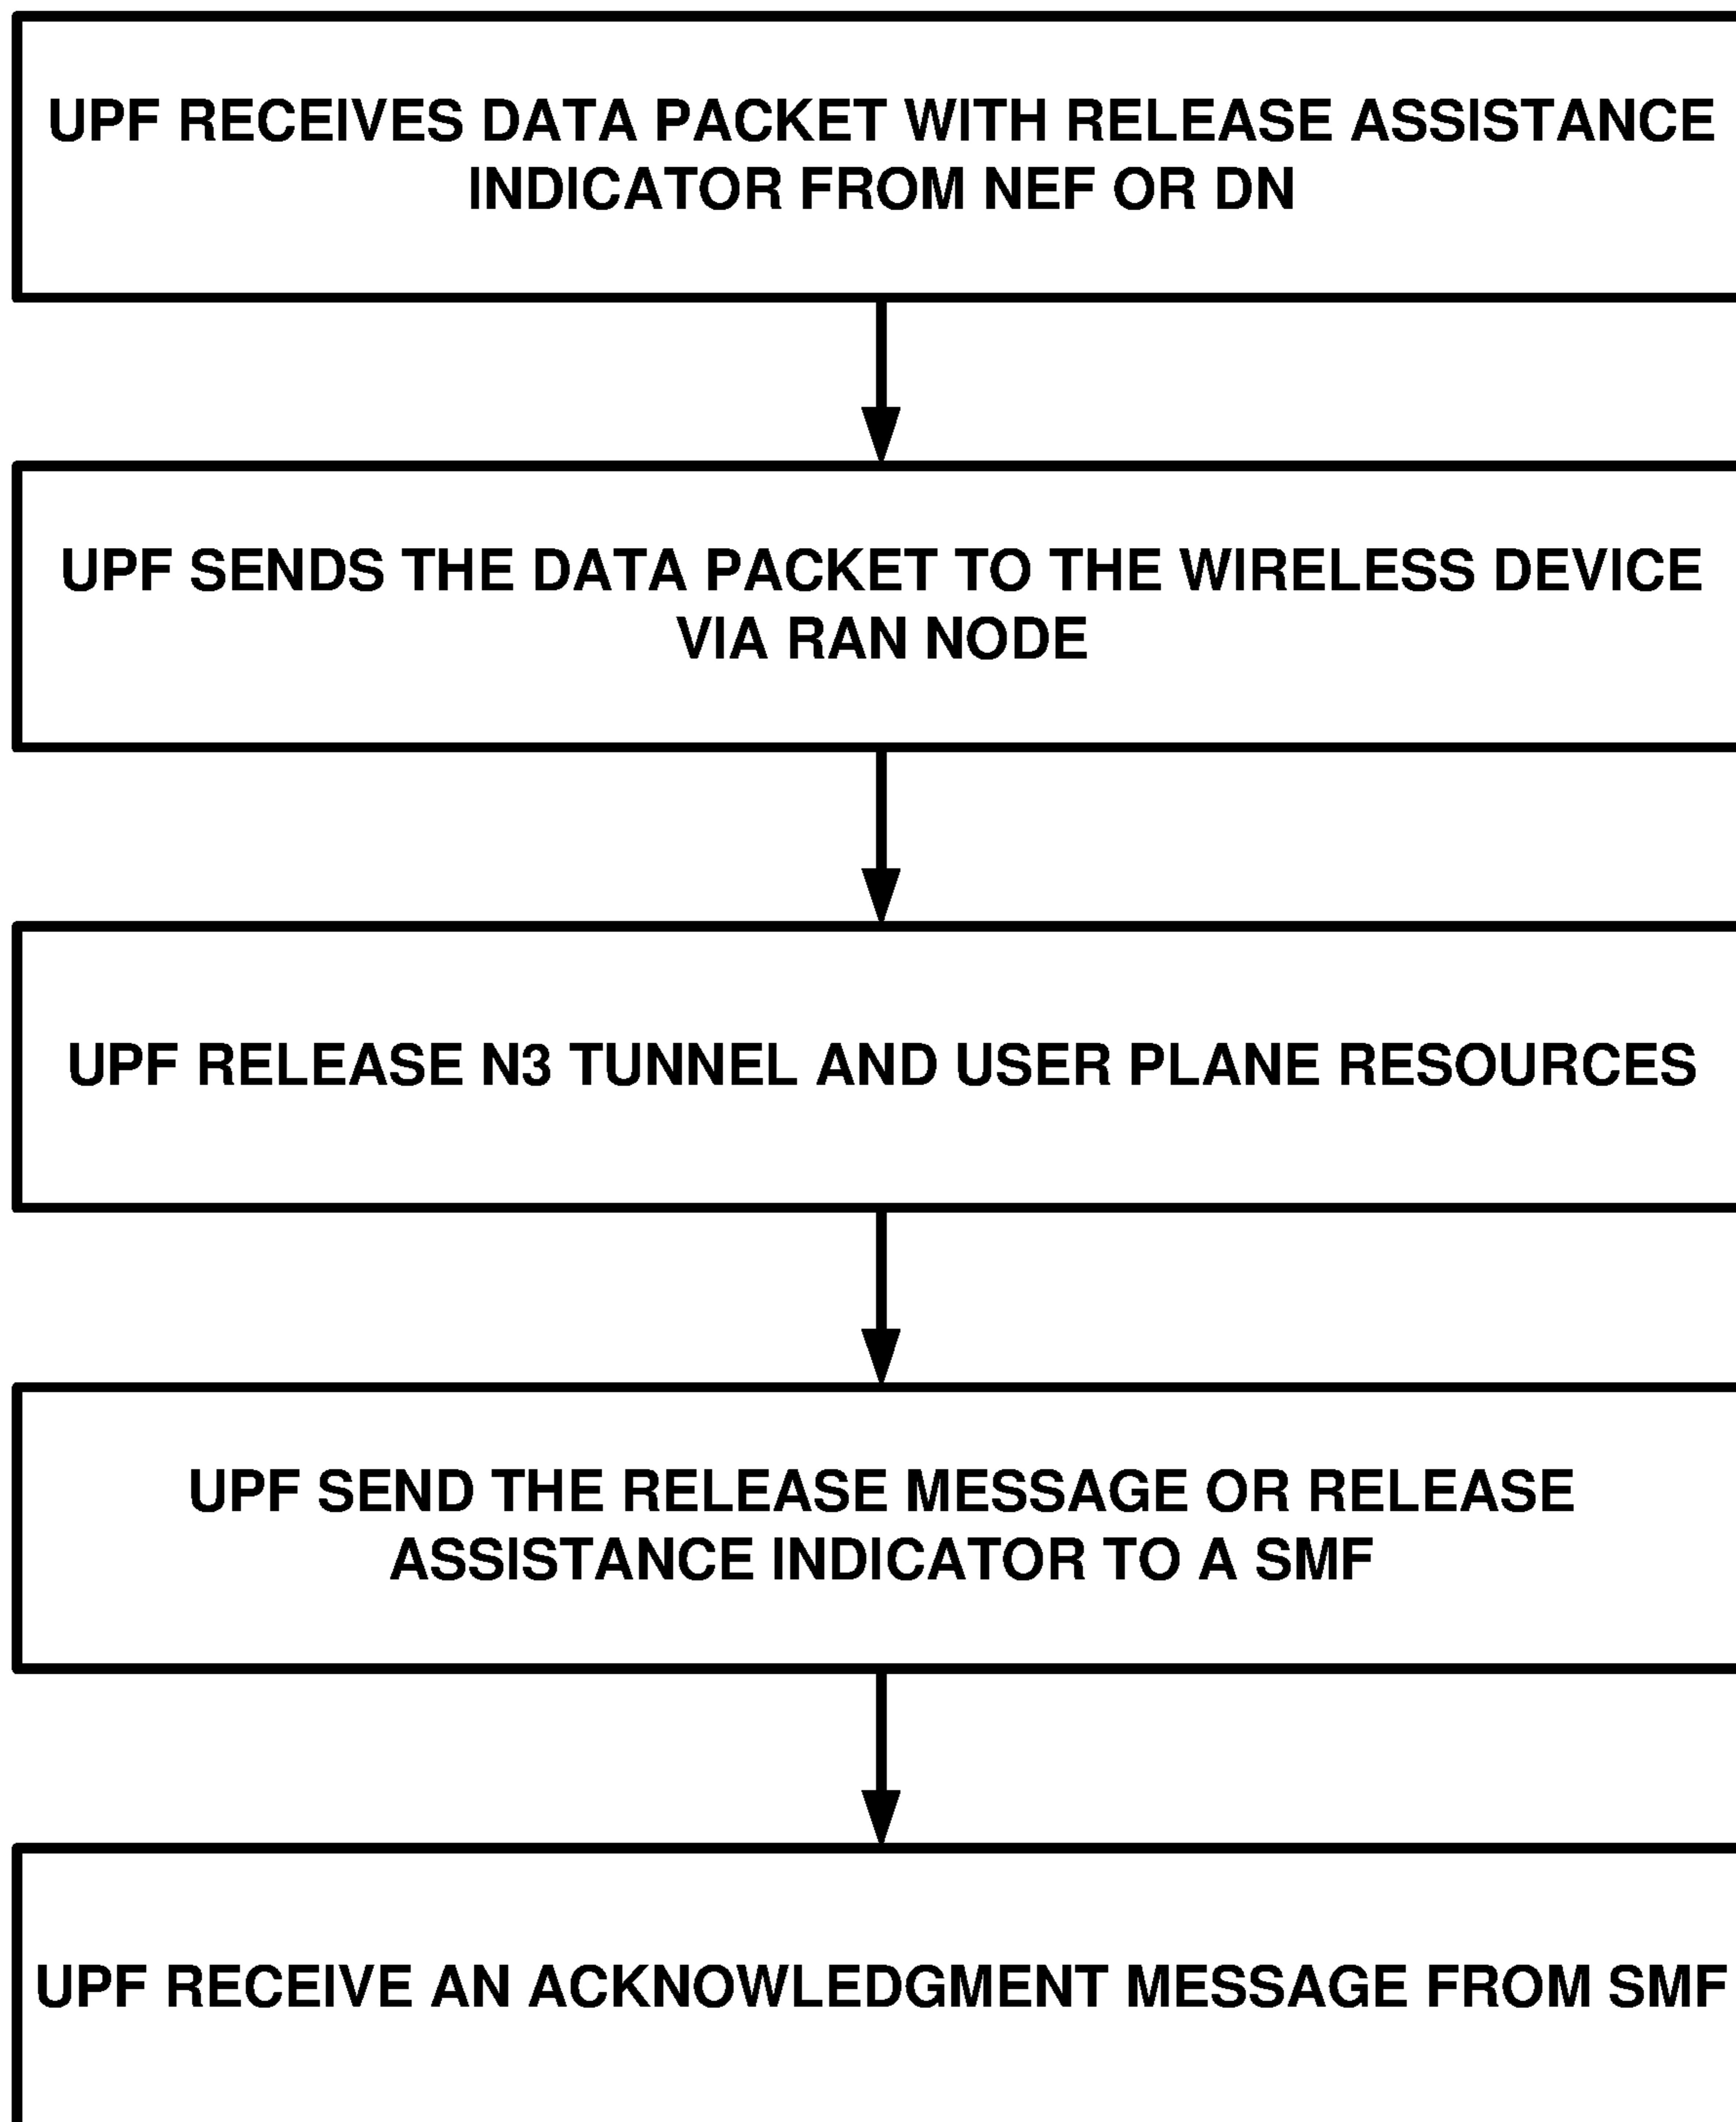 UPF RECEIVES DATA PACKET WITH RELEASE ASSISTANCE
INDICATOR FROM NEF OR DN
UPF SENDS THE DATA PACKET TO THE WIRELESS DEVICE
VIA RAN NODE
UPF RELEASE N3 TUNNEL AND USER PLANE RESOURCES
UPF SEND THE RELEASE MESSAGE OR RELEASE
ASSISTANCE INDICATOR TO A SMF
UPF RECEIVE AN ACKNOWLEDGMENT MESSAGE FROM SMF